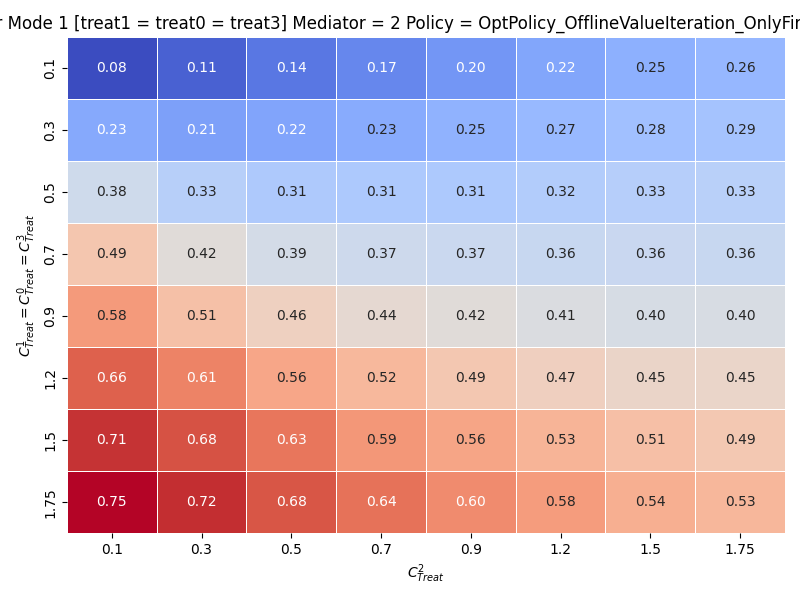 r Mode 1 [treat1 = treat0 = treat3] Mediator = 2 Policy = OptPolicy_OfflineValueIteration_OnlyFin
0.1 0.08 0.11 0.14 0.17 0.20 0.22 0.25 0.26
0.3 0.23 0.21 0.22 0.23 0.25 0.27 0.28 0.29
0.5 0.38 0.33 0.31 0.31 0.31 0.32 0.33 0.33
0.7 0.49 0.42 0.39 0.37 0.37 0.36 0.36 0.36
0.9 0.58 0.51 0.46 0.44 0.42 0.41 0.40 0.40
1.2 0.66 0.61 0.56 0.52 0.49 0.47 0.45 0.45
1.5 0.71 0.68 0.63 0.59 0.56 0.53 0.51 0.49
1.75 0.75 0.72 0.68 0.64 0.60 0.58 0.54 0.53
0.1 0.3 0.5 0.7 0.9 1.2 1.5 1.75
C^2_Treat
C^1_Treat = C^0_Treat = C^3_Treat